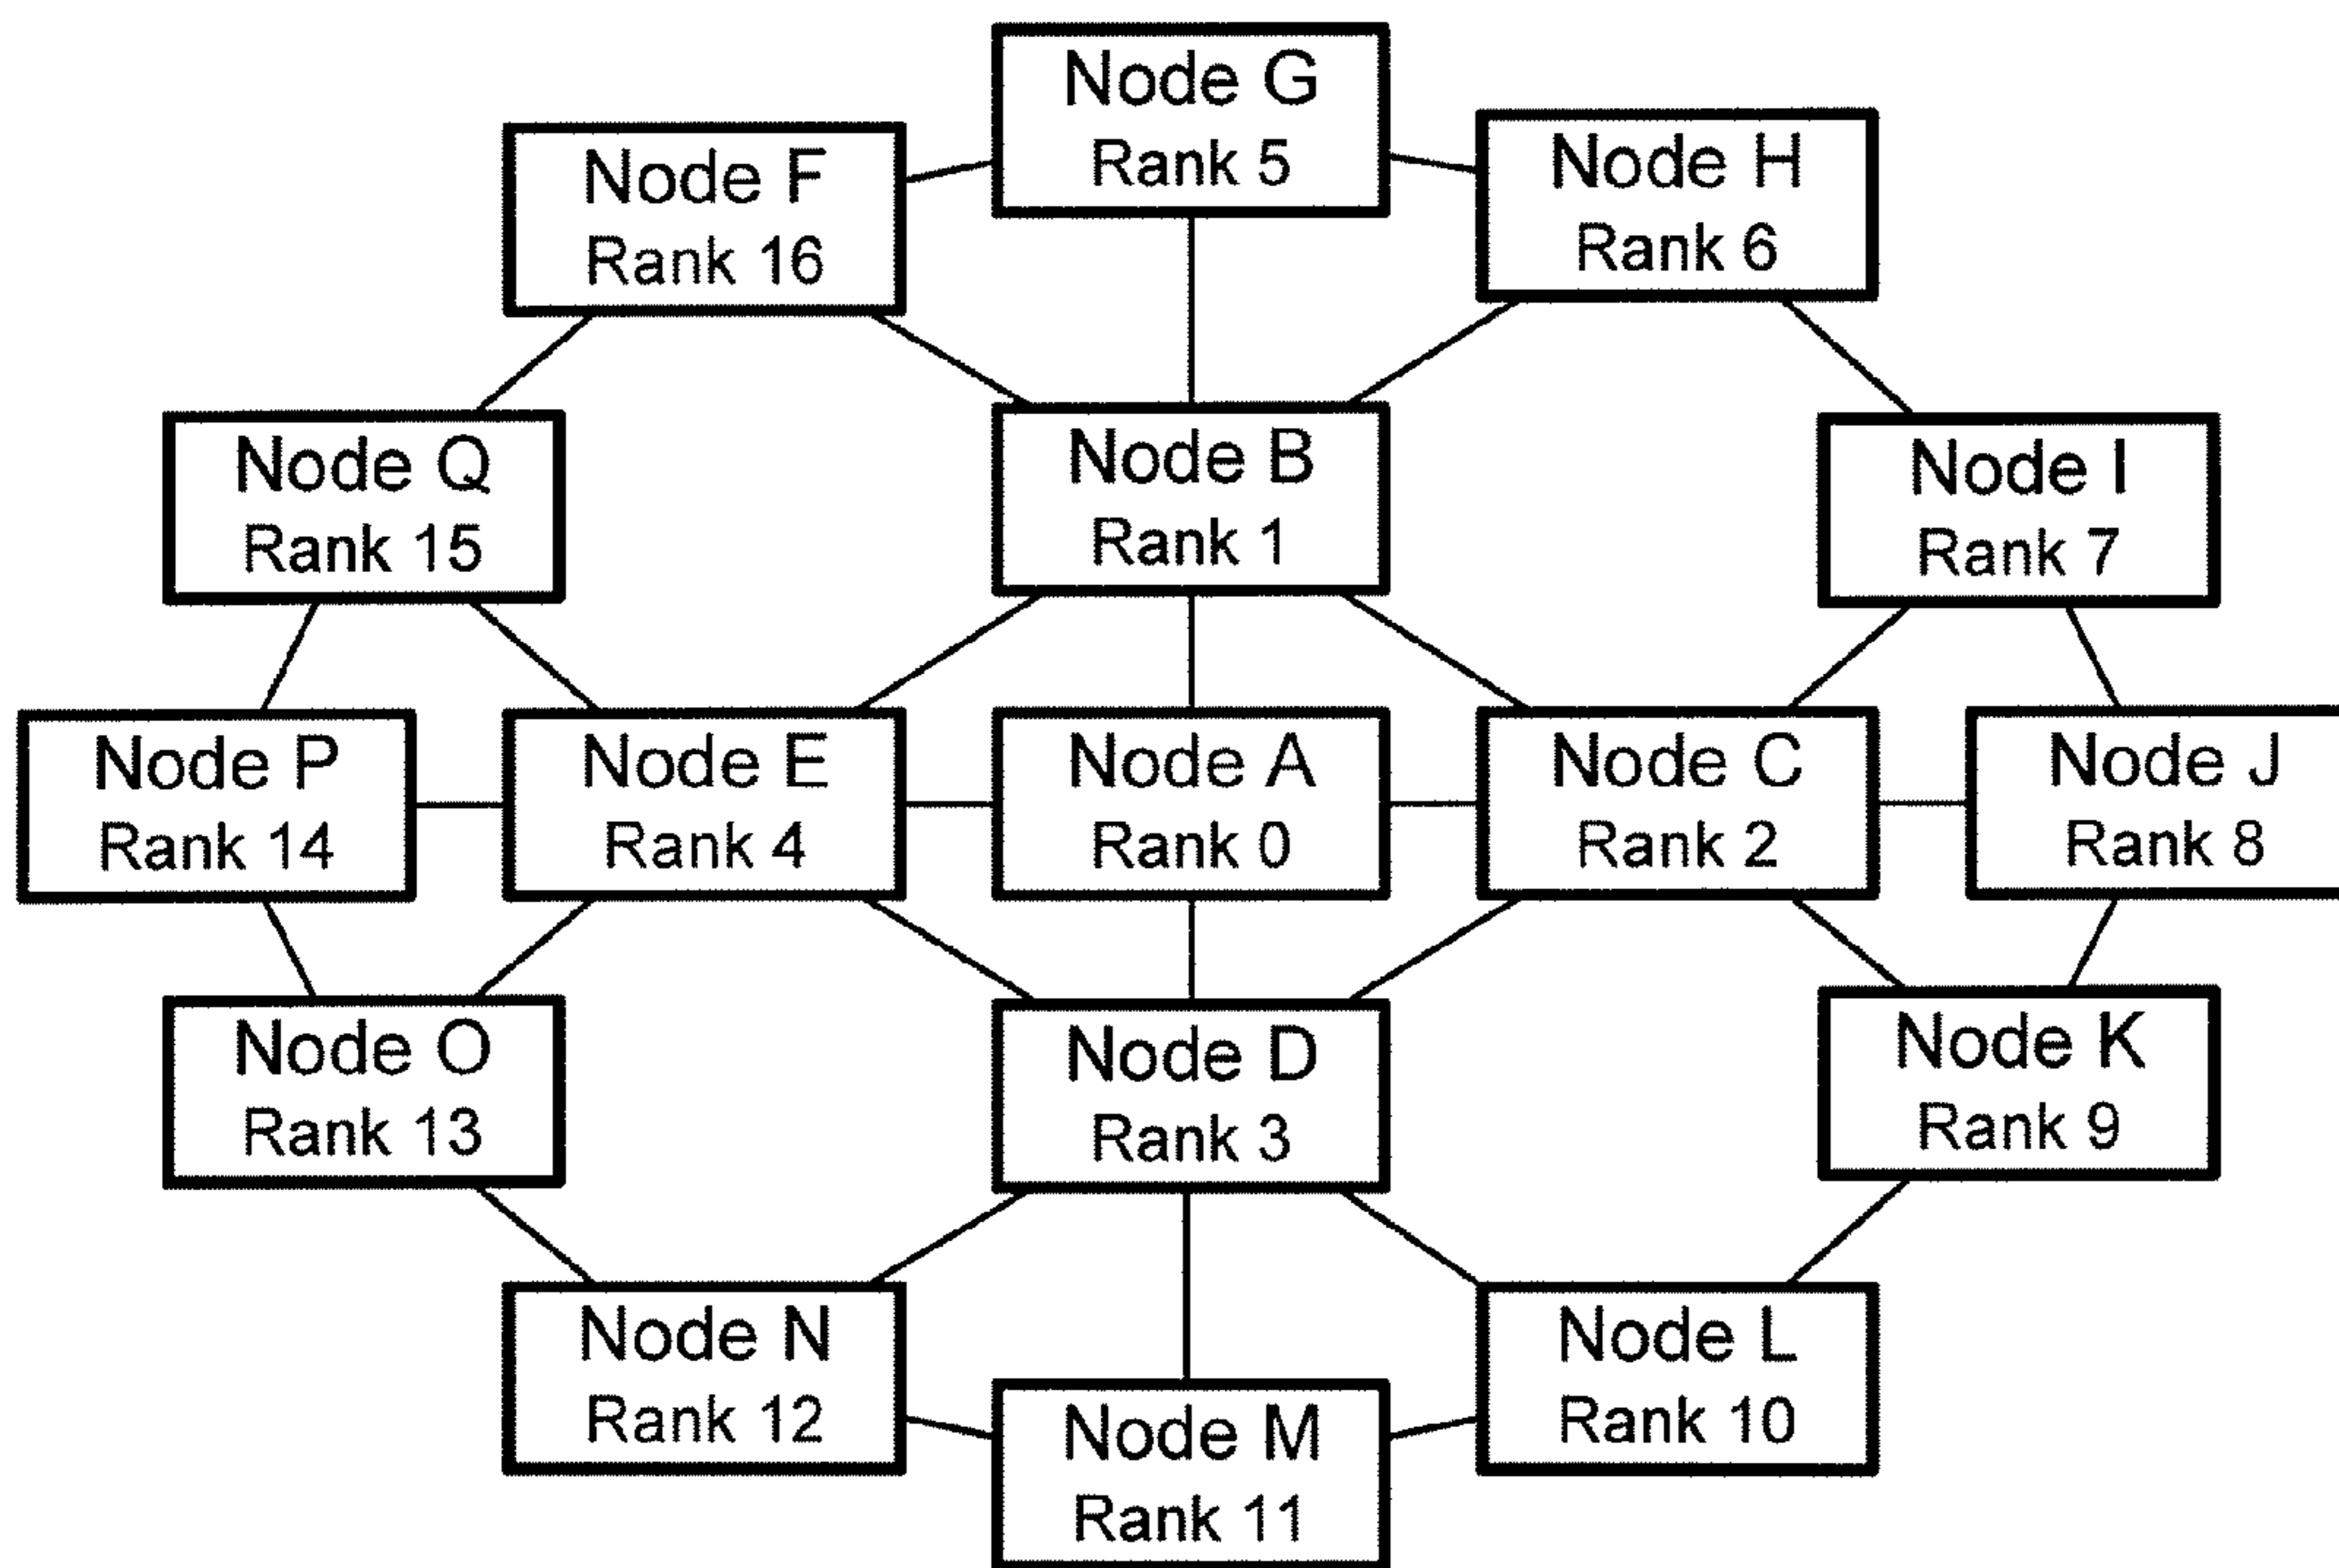 Node G
Rank 5
Node F
Rank 16
Node H
Rank 6
Node Q
Rank 15
Node B
Rank 1
Node I
Rank 7
Node P
Rank 14
Node E
Rank 4
Node A
Rank 0
Node C
Rank 2
Node J
Rank 8
Node O
Rank 13
Node D
Rank 3
Node K
Rank 9
Node N
Rank 12
Node M
Rank 11
Node L
Rank 10